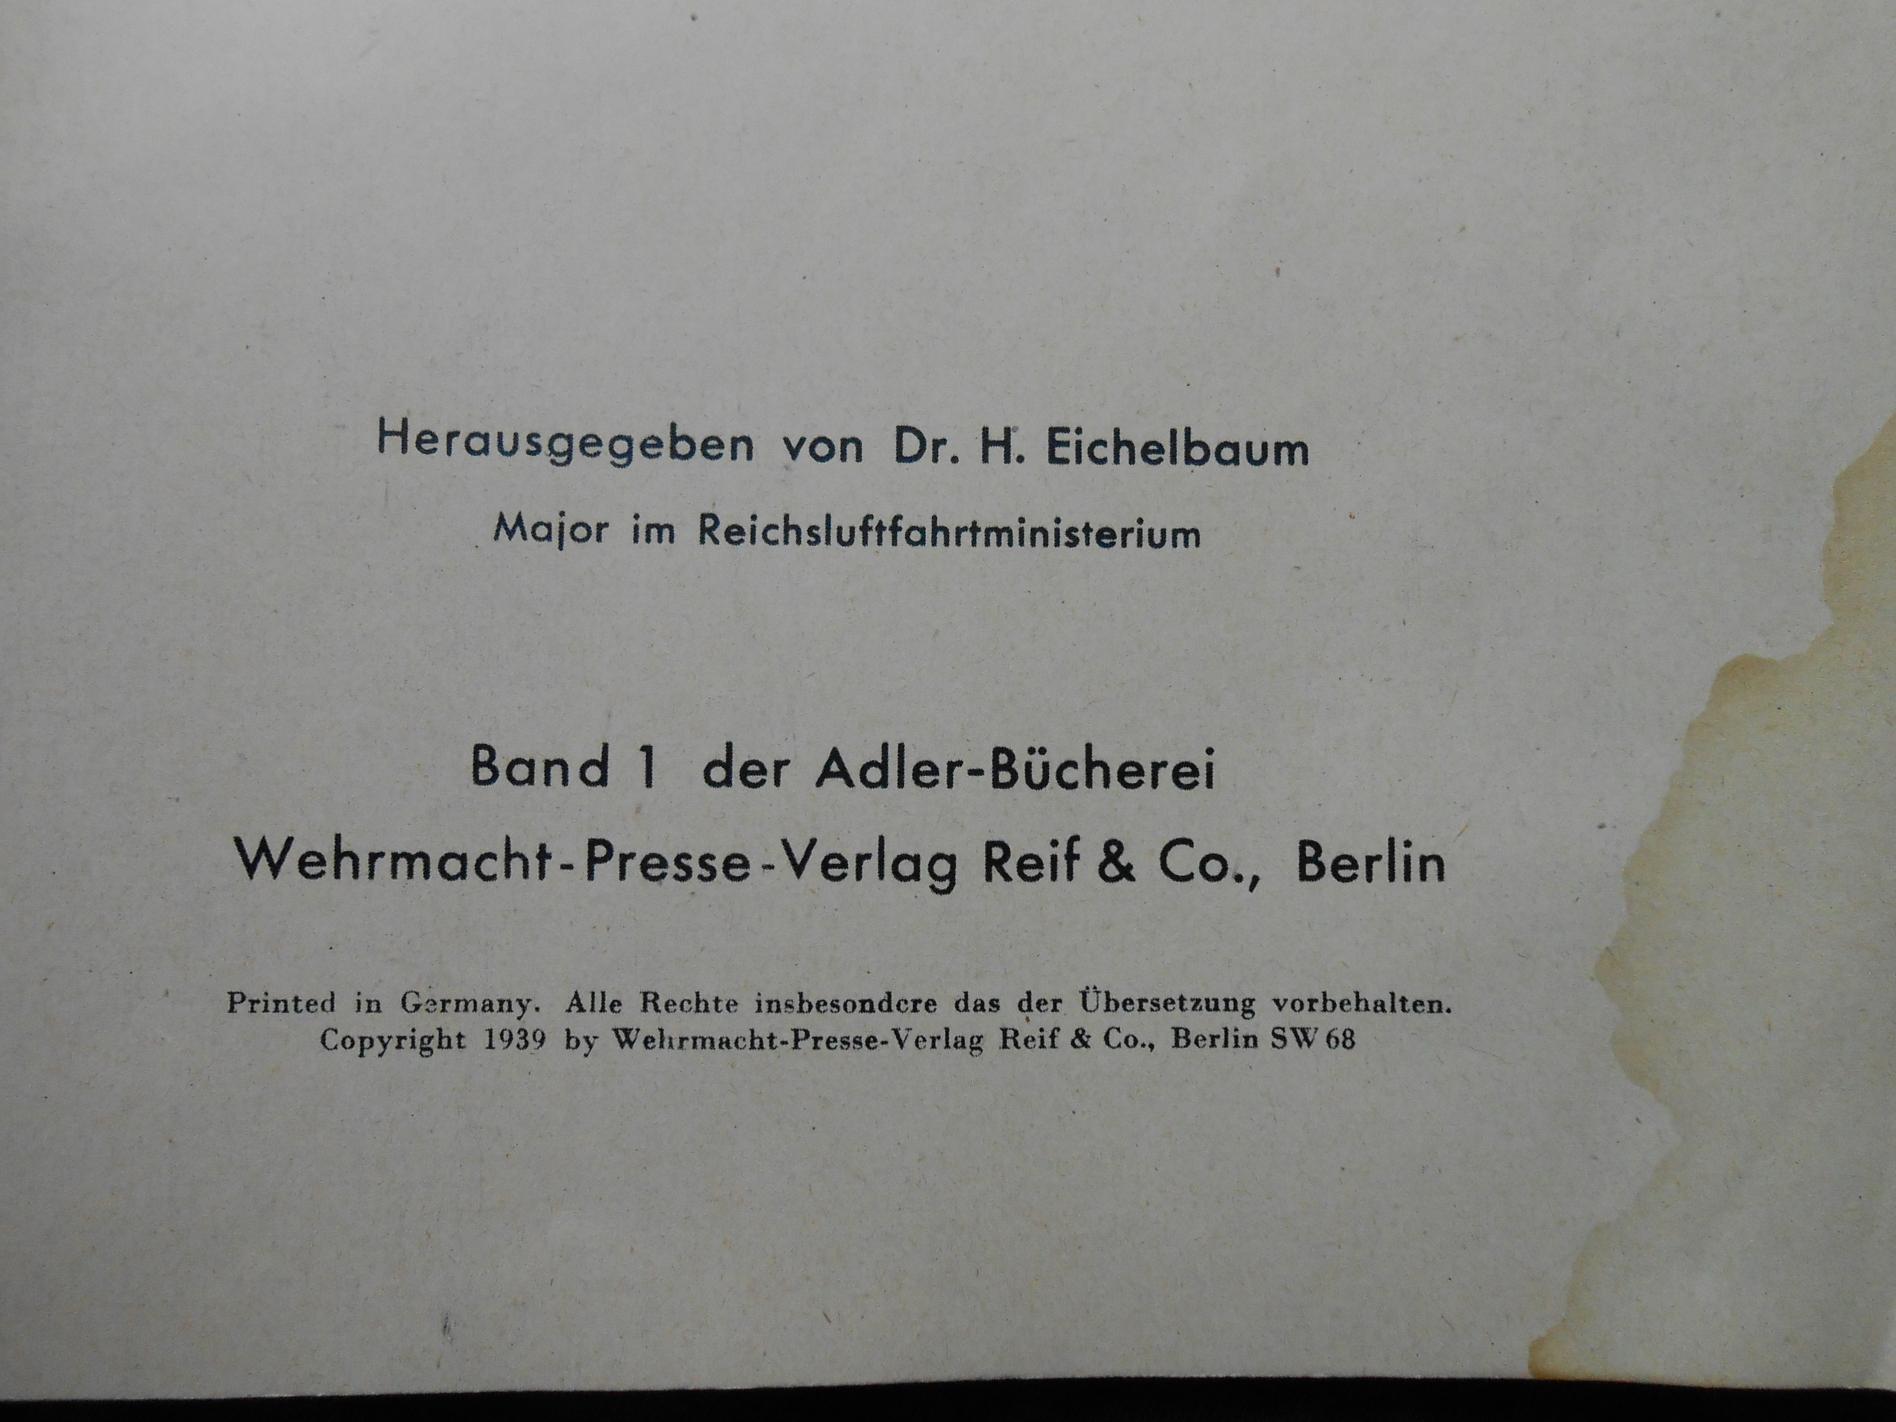 Herausgegeben von Dr. H. Eichelbaum
Major im Reichsluftfahrtministerium
Band 1 der Adler-Bücherei
Wehrmacht-Presse-Verlag Reif & Co., Berlin
Printed in Germany. Alle Rechte insbesondere das der Übersetzung vorbehalten.
Copyright 1939 by Wehrmacht-Presse-Verlag Reif & Co., Berlin SW 68